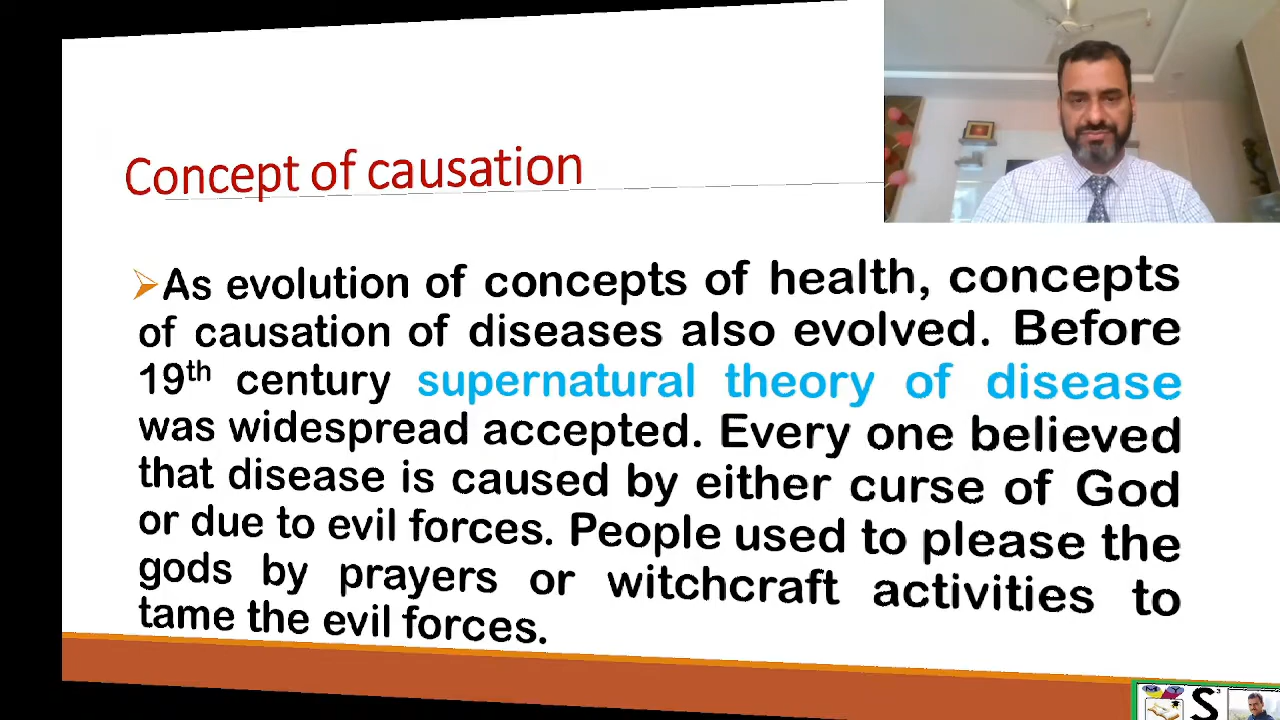 Concept of causation
➢As evolution of concepts of health, concepts
of causation of diseases also evolved. Before
19th century supernatural theory of disease
was widespread accepted. Every one believed
that disease is caused by either curse of God
or due to evil forces. People used to please the
gods by prayers or witchcraft activities to
tame the evil forces.
S